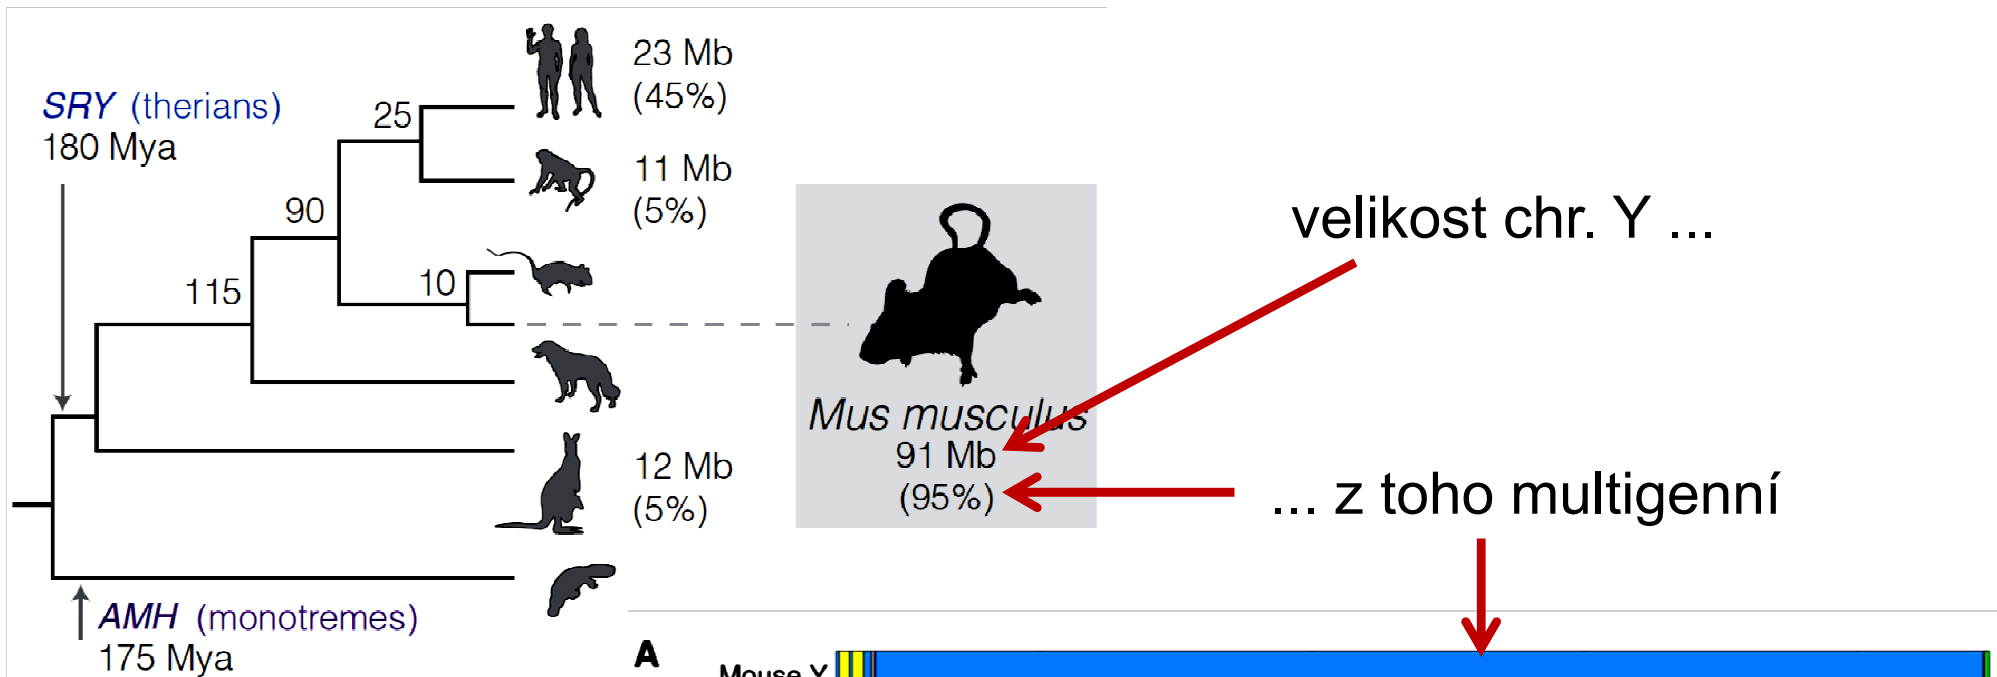 23 Mb
(45%)
SRY (therians)
180 Mya
25
11 Mb
(5%)
90
10
115
velikost chr. Y ...
Mus musculus
91 Mb
(95%)
12 Mb
(5%)
... z toho multigenní
AMH (monotremes)
175 Mya
A
Mouse Y